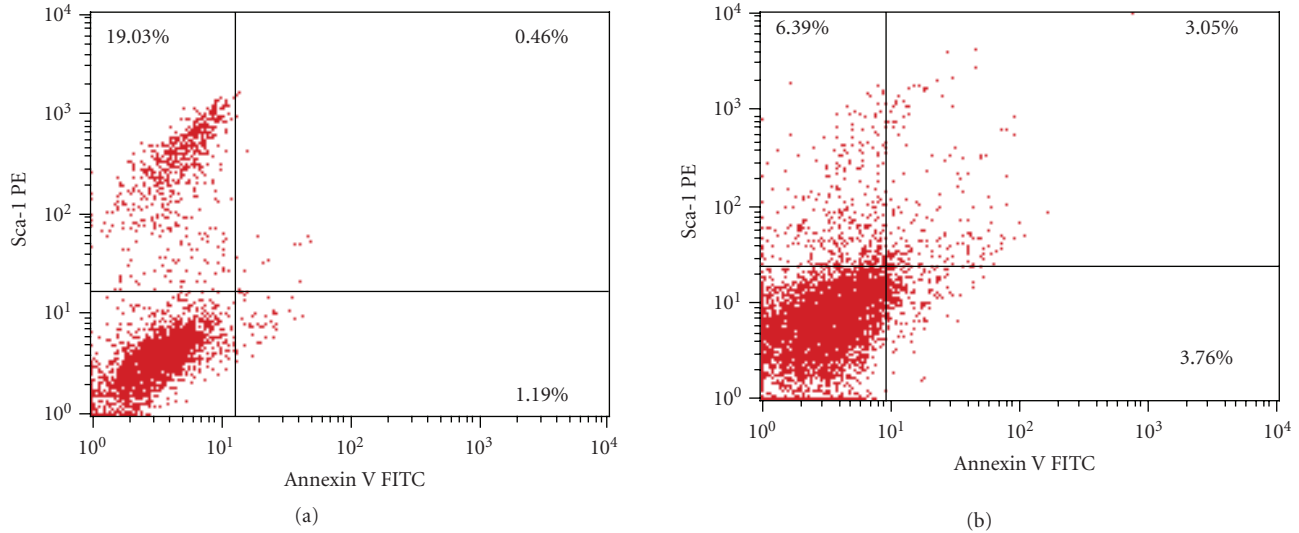 10^4
19.03%
0.46%
10^3
Sca-1 PE
10^2
10^1
1.19%
10^0
10^0 10^1 10^2 10^3 10^4
Annexin V FITC
(a)
10^4
6.39%
3.05%
10^3
Sca-1 PE
10^2
10^1
3.76%
10^0
10^0 10^1 10^2 10^3 10^4
Annexin V FITC
(b)